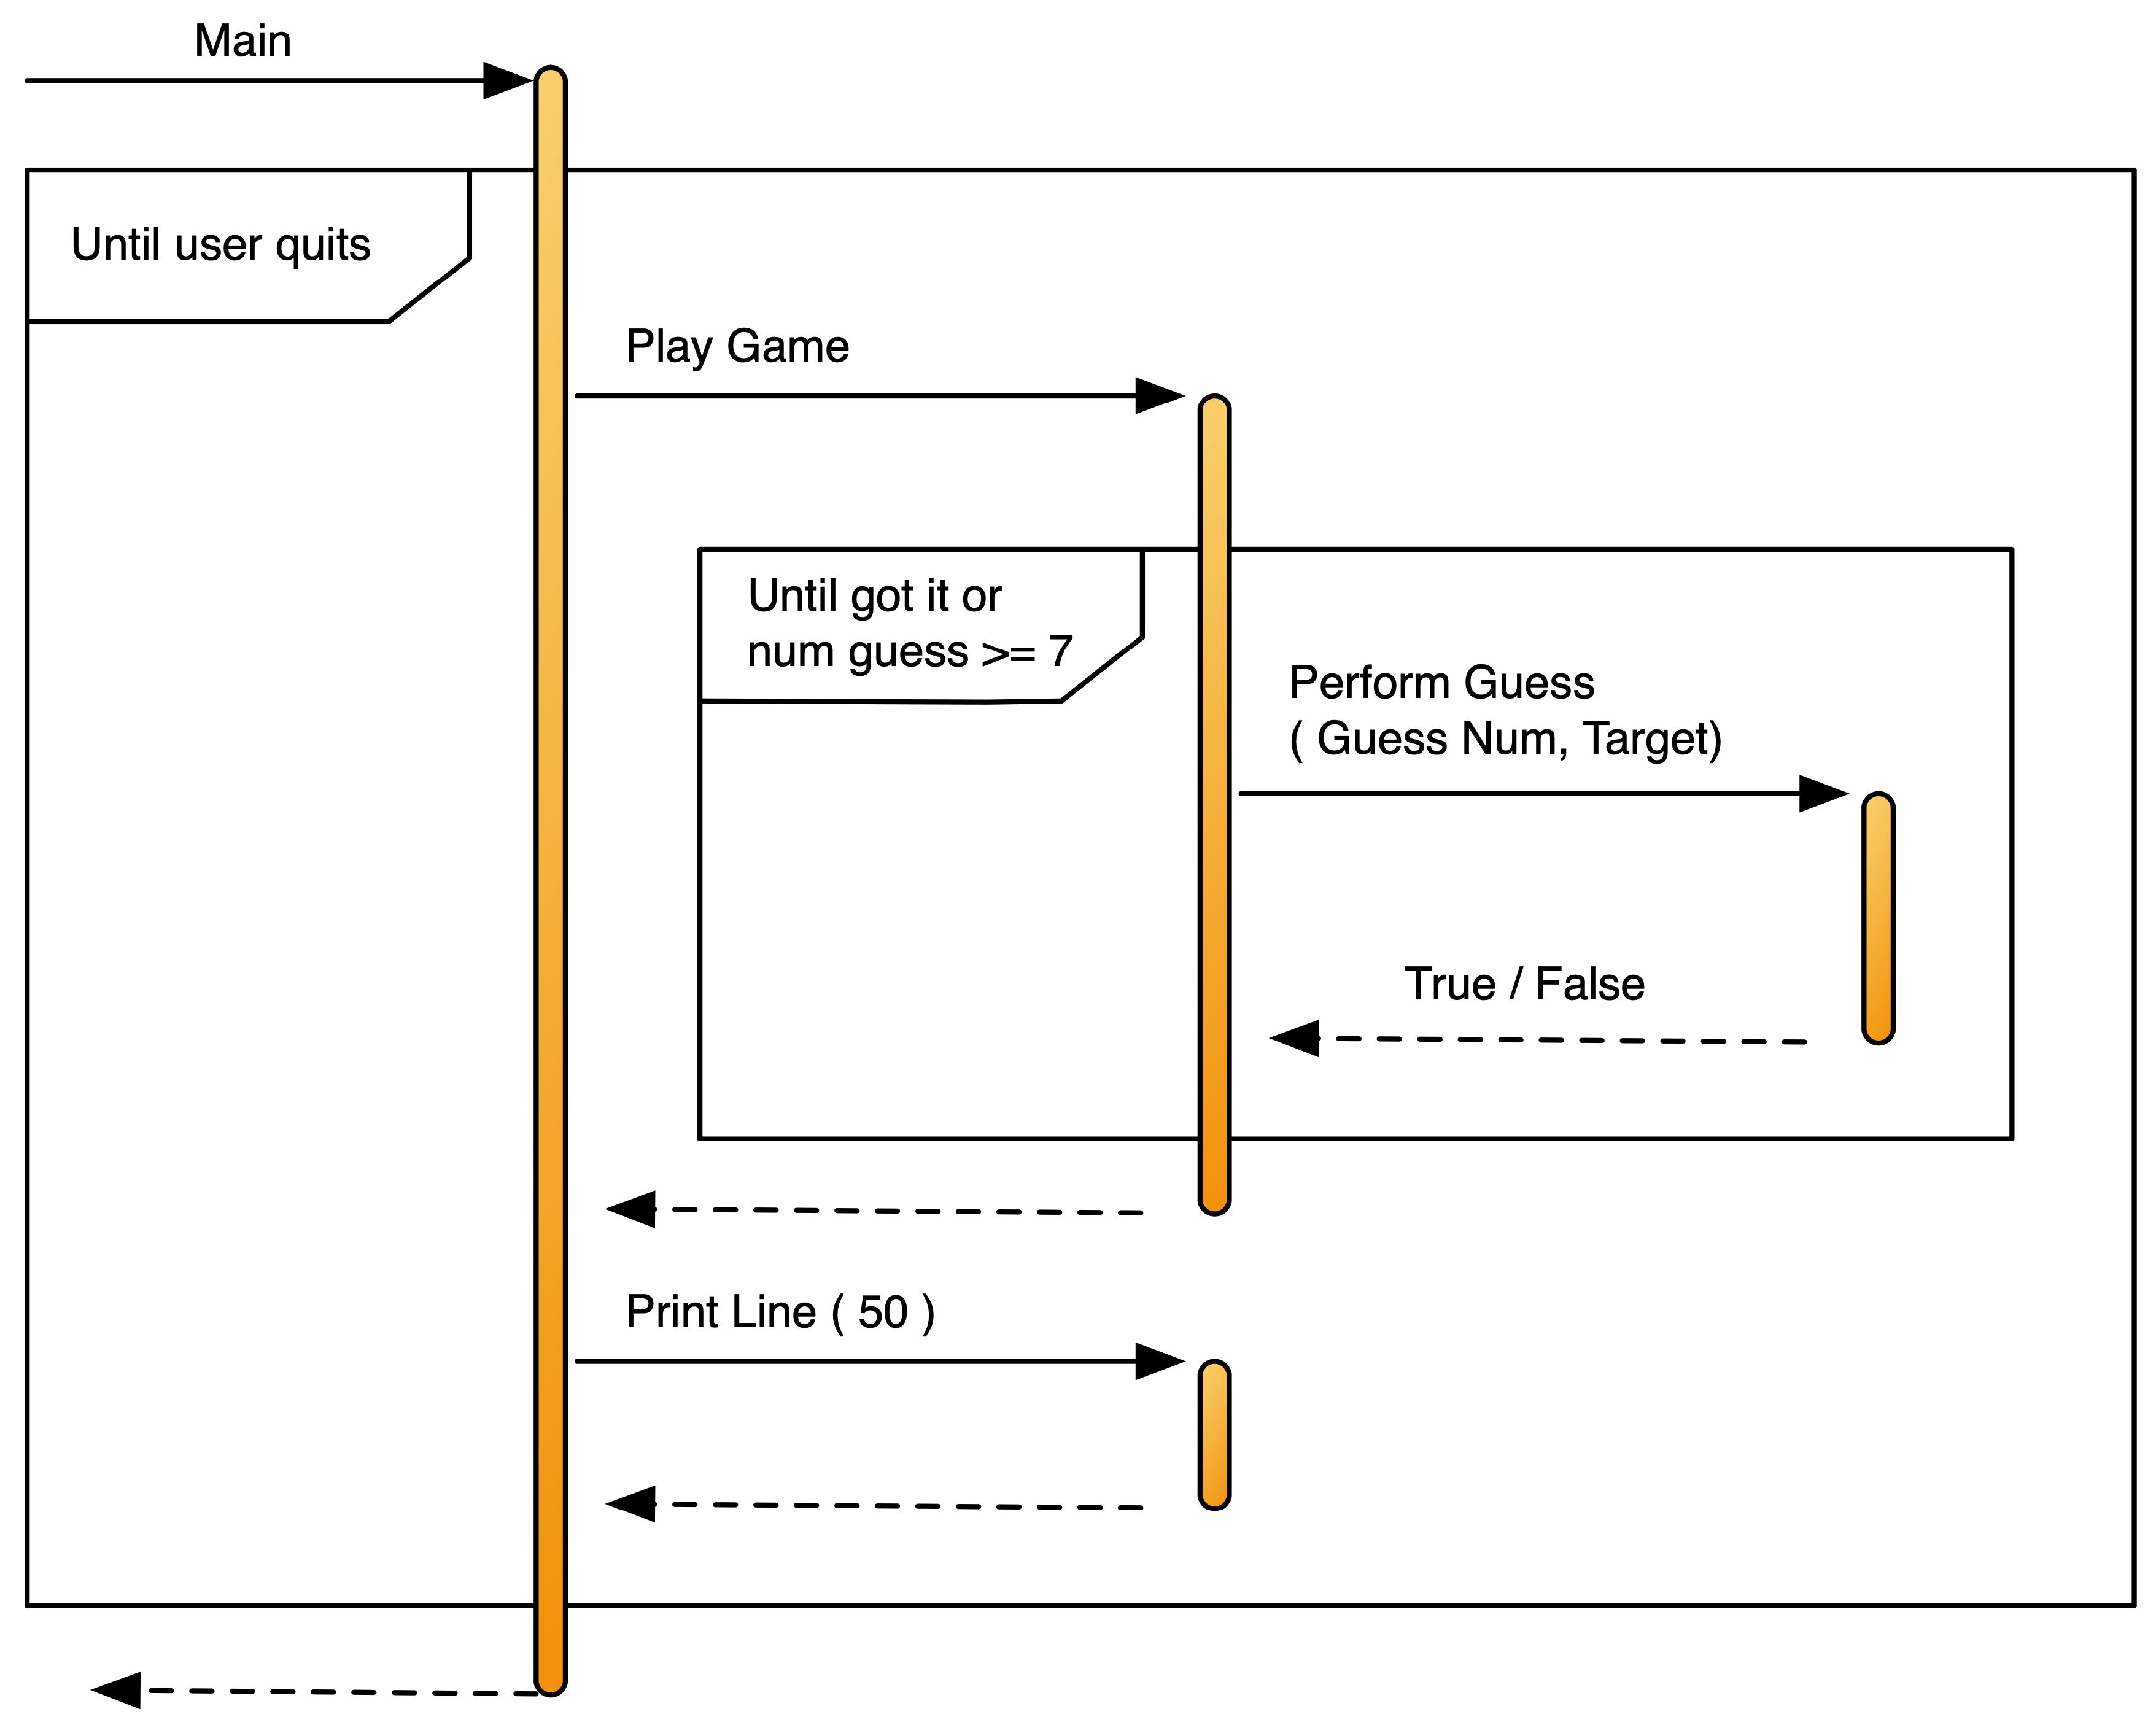 Main
Until user quits
Play Game
Until got it or
num guess >= 7
Perform Guess
( Guess Num, Target)
True / False
Print Line ( 50 )